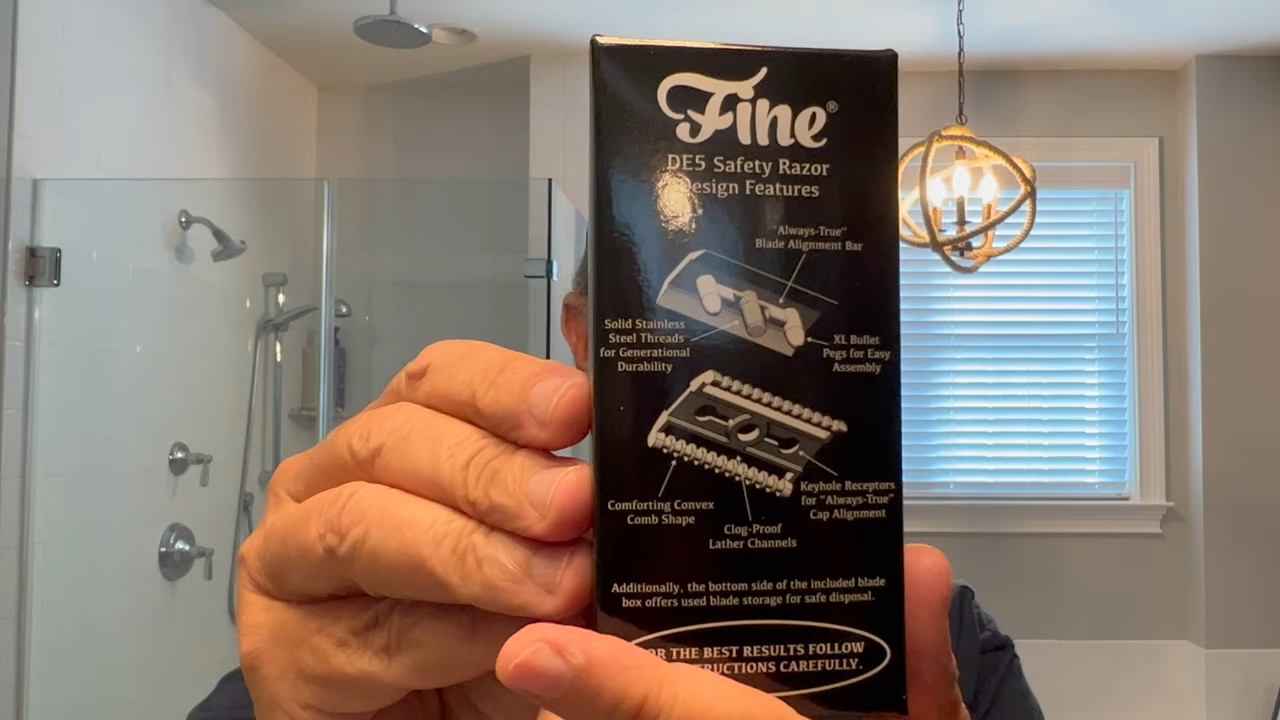 Fine®
DE5 Safety Razor
esign Features
"Always-True"
Blade Alignment Bar
Solid Stainless
Steel Threads
for Generational
Durability
XL Bullet
Pegs for Easy
Assembly
Comforting Convex
Comb Shape
Clog-Proof
Lather Channels
Keyhole Receptors
for "Always-True"
Cap Alignment
Additionally, the bottom side of the included blade
box offers used blade storage for safe disposal.
OR THE BEST RESULTS FOLLOW
RUCTIONS CAREFULLY.